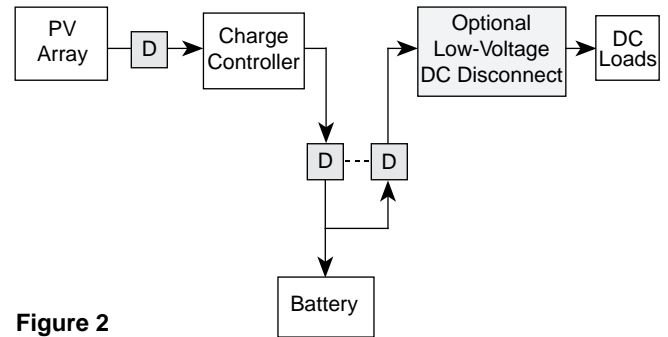 PV
Array
D
Charge
Controller
Optional
Low-Voltage
DC Disconnect
DC
Loads
D
D
Battery
Figure 2